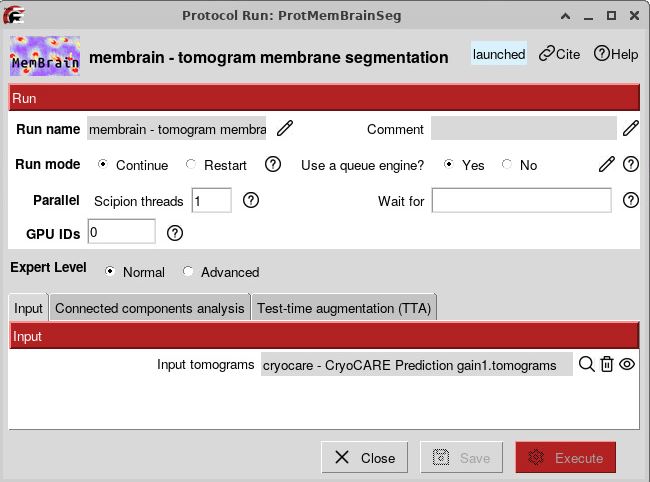 Protocol Run: ProtMemBrainSeg
MemBrain membrain - tomogram membrane segmentation launched Cite Help
Run
Run name membrain - tomogram membra Comment
Run mode Continue Restart Use a queue engine? Yes No
Parallel Scipion threads 1 Wait for
GPU IDs 0
Expert Level Normal Advanced
Input Connected components analysis Test-time augmentation (TTA)
Input
Input tomograms cryocare - CryoCARE Prediction gain1.tomograms
Close Save Execute